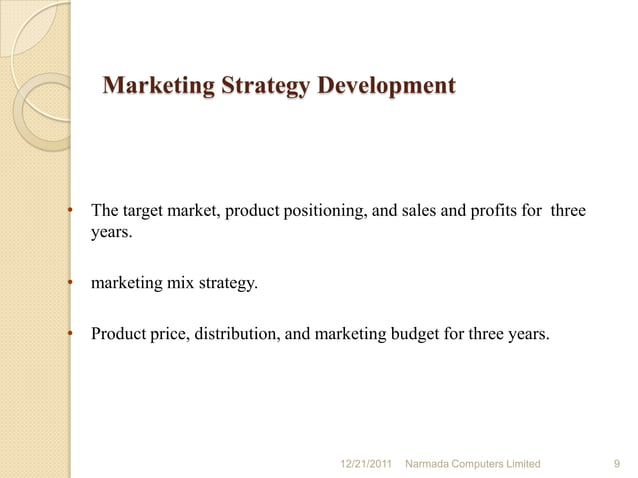 Marketing Strategy Development
• The target market, product positioning, and sales and profits for three
years.
• marketing mix strategy.
• Product price, distribution, and marketing budget for three years.
12/21/2011 Narmada Computers Limited 9